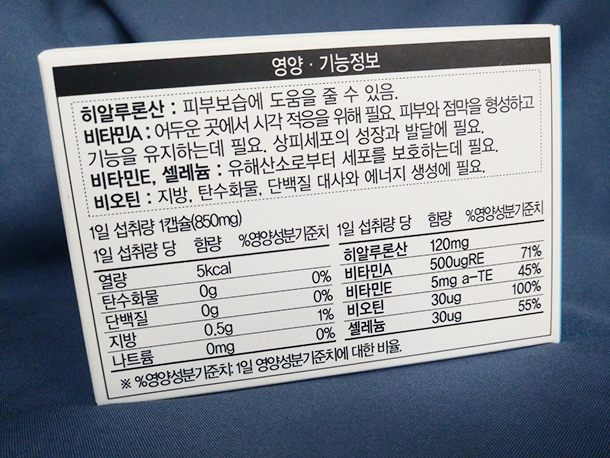 영양·기능정보
히알루론산 : 피부보습에 도움을 줄 수 있음.
비타민A : 어두운 곳에서 시각 적응을 위해 필요. 피부와 점막을 형성하고
기능을 유지하는데 필요. 상피세포의 성장과 발달에 필요.
비타민E, 셀레늄 : 유해산소로부터 세포를 보호하는데 필요.
비오틴 : 지방, 탄수화물, 단백질 대사와 에너지 생성에 필요.
1일 섭취량 1캡슐(850mg)
1일 섭취량 당 함량 %영양성분기준치
열량 5kcal
탄수화물 0g 0%
단백질 0g 0%
지방 0.5g 1%
나트륨 0mg 0%
1일 섭취량 당 함량 %영양성분기준치
히알루론산 120mg
비타민A 500ugRE 71%
비타민E 5mg a-TE 45%
비오틴 30ug 100%
셀레늄 30ug 55%
※ %영양성분기준치: 1일 영양성분기준치에 대한 비율.